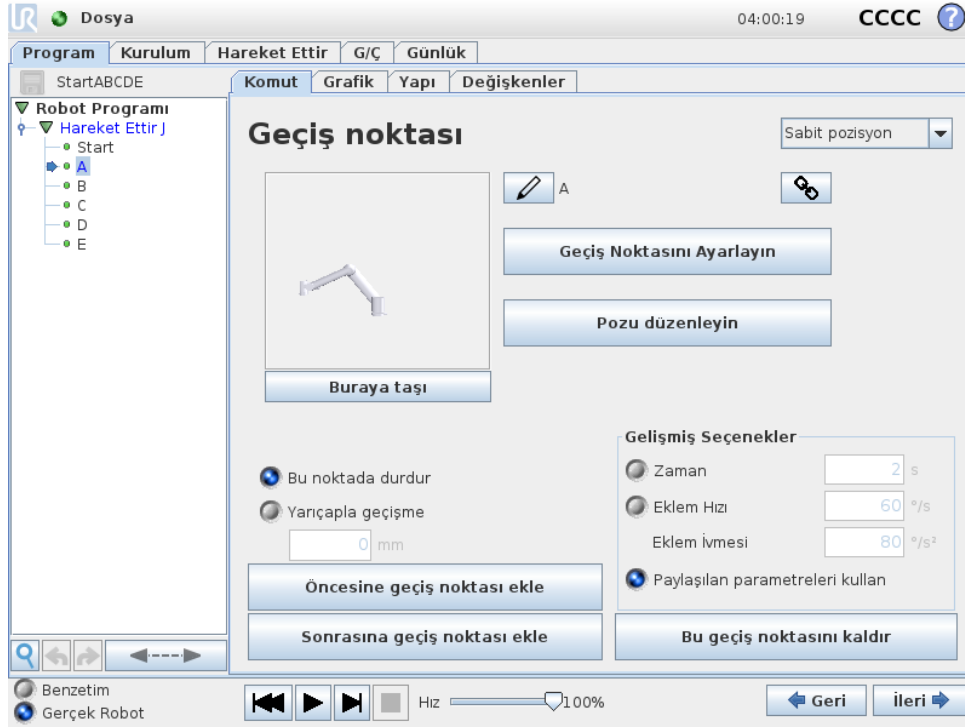 UR Dosya 04:00:19 CCCC ?
Program Kurulum Hareket Ettir G/Ç Günlük
StartABCDE Komut Grafik Yapı Değişkenler
Robot Programı
Hareket Ettir J
Start
A
B
C
D
E
Geçiş noktası Sabit pozisyon
A
Geçiş Noktasını Ayarlayın
Pozu düzenleyin
Buraya taşı
Bu noktada durdur
Yarıçapla geçişme
0 mm
Gelişmiş Seçenekler
Zaman 2 s
Eklem Hızı 60 °/s
Eklem İvmesi 80 °/s²
Paylaşılan parametreleri kullan
Öncesine geçiş noktası ekle
Sonrasına geçiş noktası ekle Bu geçiş noktasını kaldır
Benzetim
Gerçek Robot
Hız 100% Geri İleri